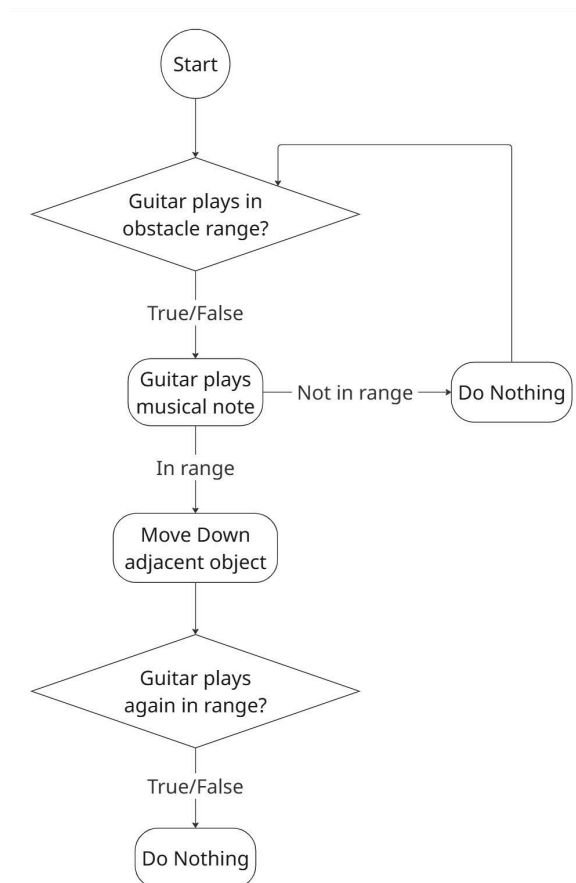 Start
Guitar plays in
obstacle range?
True/False
Guitar plays
musical note
Not in range
Do Nothing
In range
Move Down
adjacent object
Guitar plays
again in range?
True/False
Do Nothing